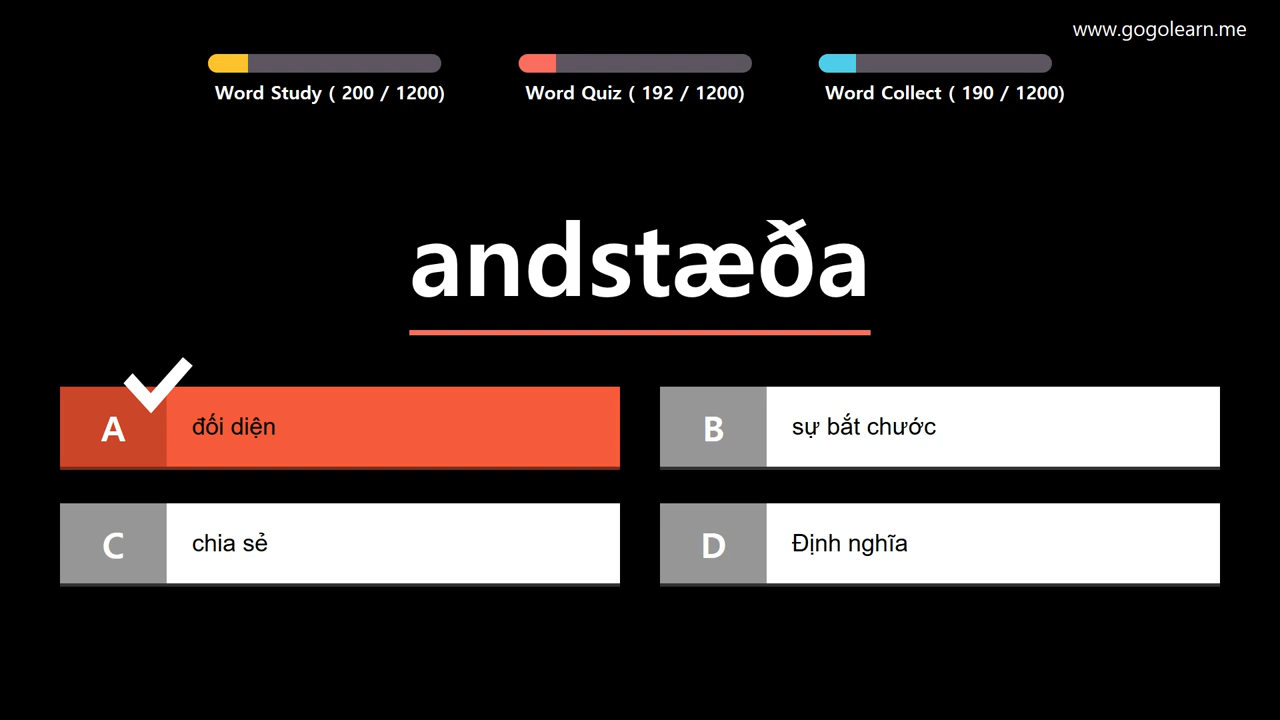 www.gogolearn.me
Word Study ( 200 / 1200)
Word Quiz ( 192 / 1200)
Word Collect ( 190 / 1200)
andstæða
A đối diện
B sự bắt chước
C chia sẻ
D Định nghĩa